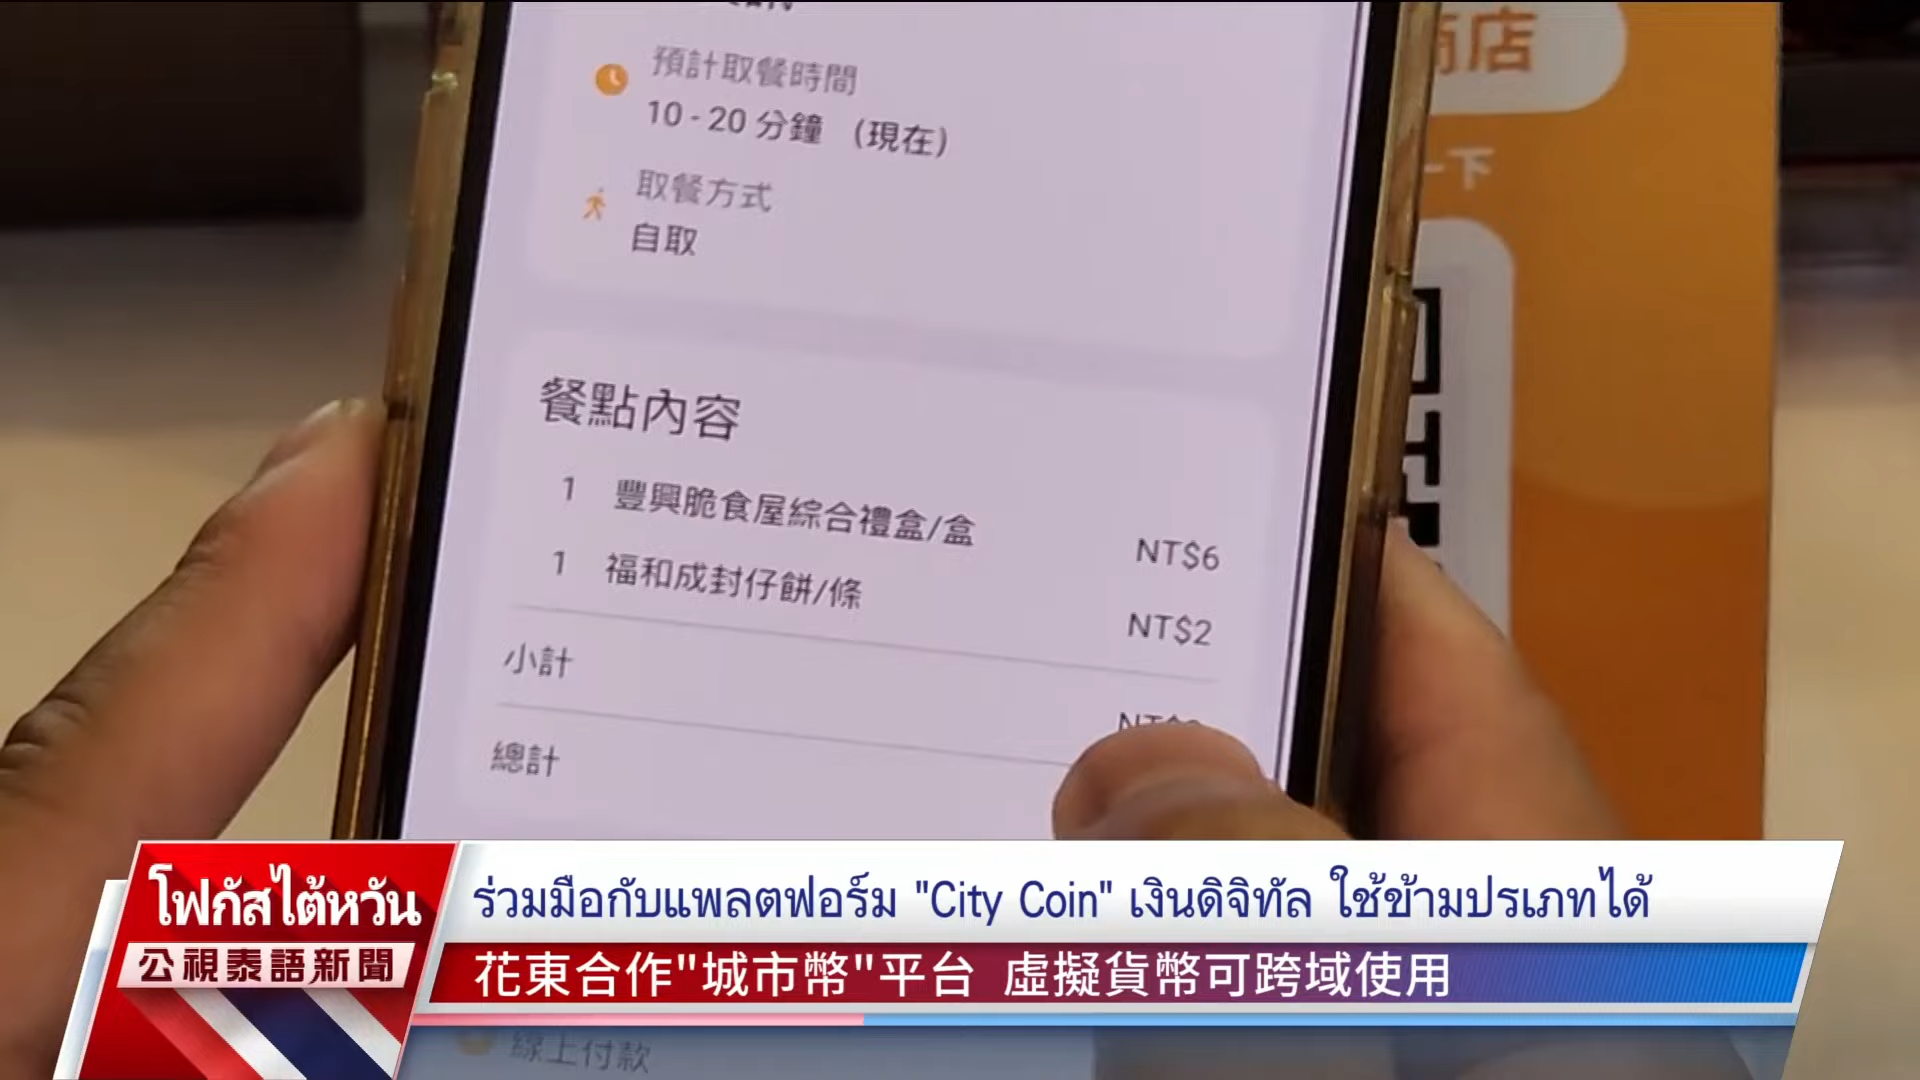 商店
一下
預計取餐時間
10 - 20 分鐘 (現在)
取餐方式
自取
餐點內容
1 豐興脆食屋綜合禮盒/盒 NT$6
1 福和成封仔餅/條 NT$2
小計
總計
โฟกัสไต้หวัน
公視泰語新聞
ร่วมมือกับแพลตฟอร์ม "City Coin" เงินดิจิทัล ใช้ข้ามประเภทได้
花東合作"城市幣"平台 虛擬貨幣可跨域使用
線上付款